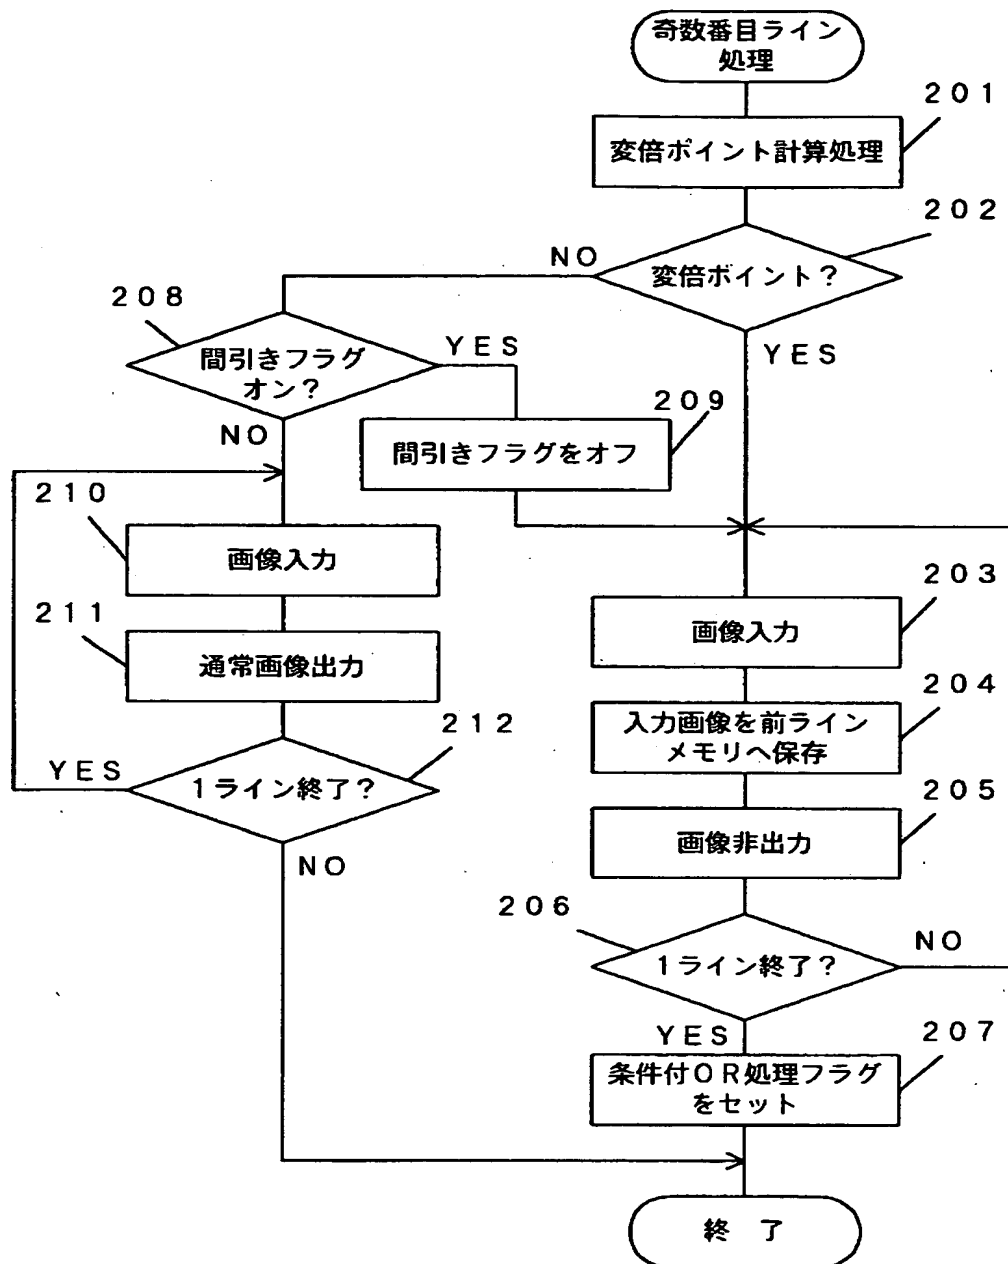 奇数番目ライン
処理
201
変倍ポイント計算処理
202
変倍ポイント？
NO
YES
208
間引きフラグ
オン？
YES
NO
209
間引きフラグをオフ
210
画像入力
211
通常画像出力
212
1ライン終了？
YES
NO
203
画像入力
204
入力画像を前ライン
メモリへ保存
205
画像非出力
206
1ライン終了？
NO
YES
207
条件付OR処理フラグ
をセット
終 了